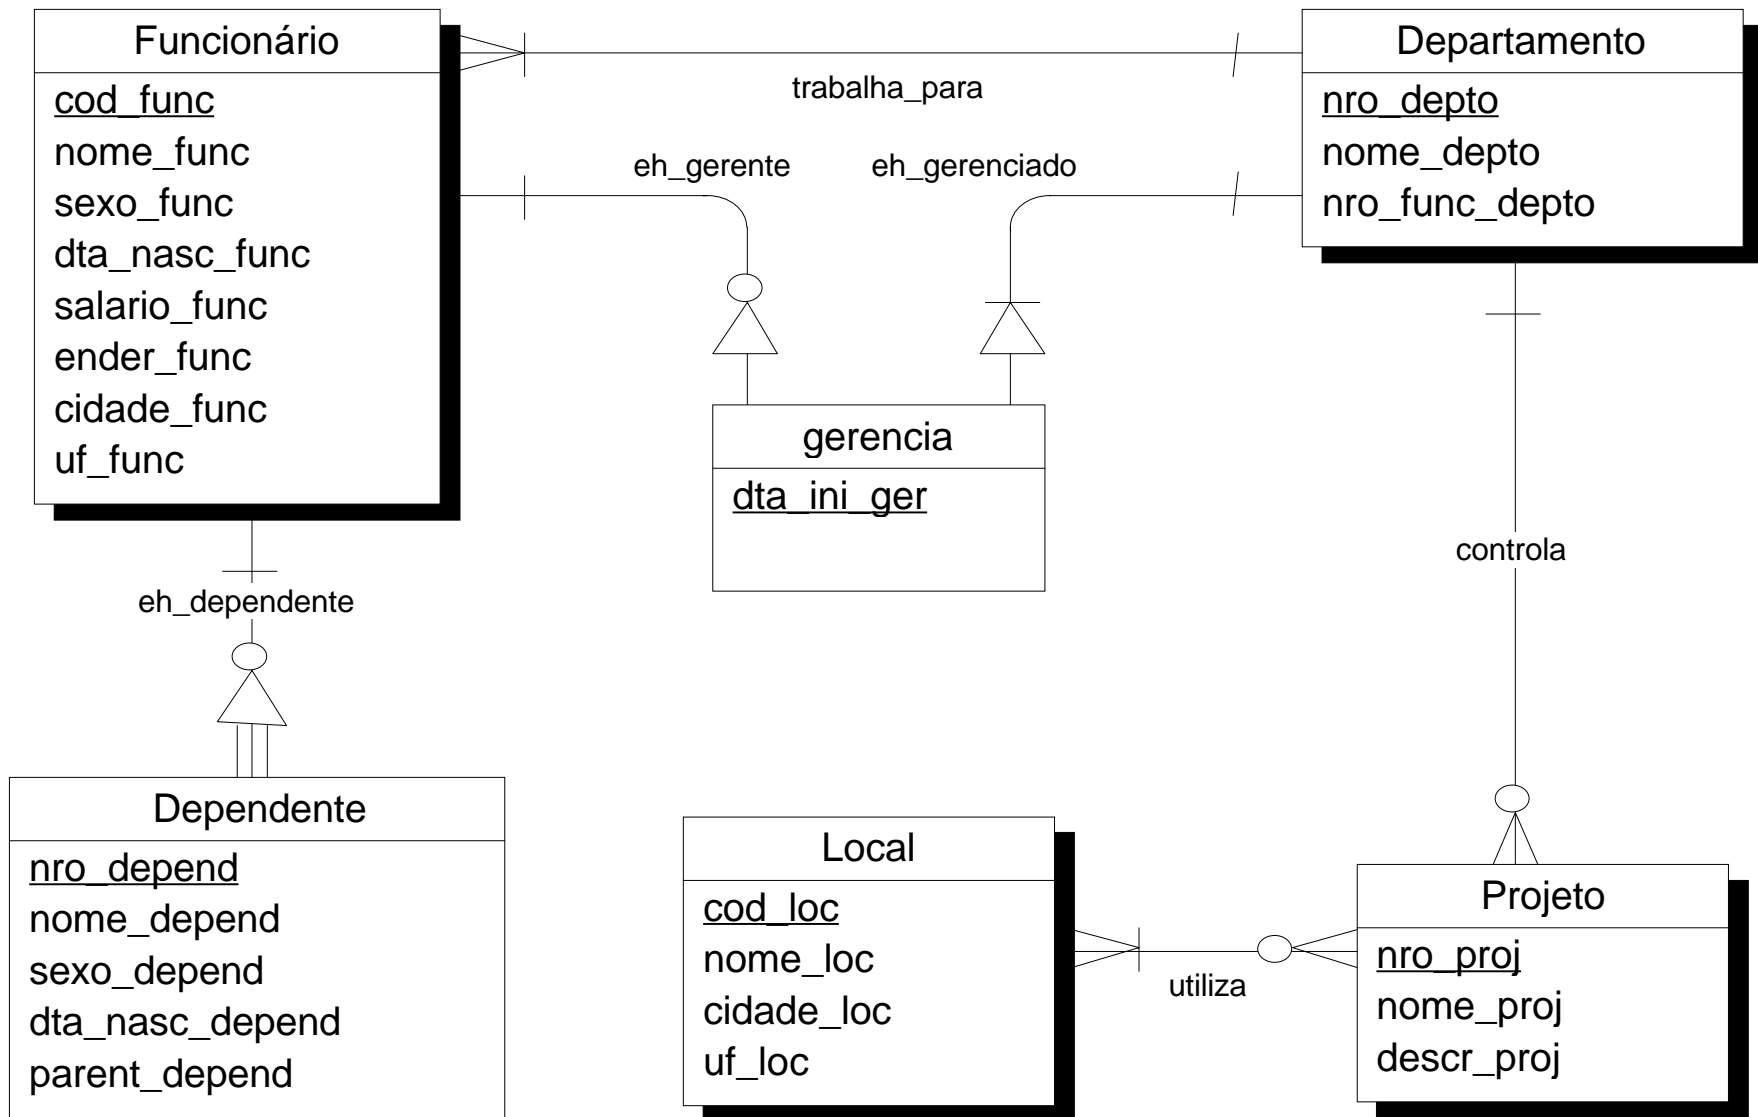 Funcionário
cod_func
nome_func
sexo_func
dta_nasc_func
salario_func
ender_func
cidade_func
uf_func
trabalha_para
eh_gerente
eh_gerenciado
Departamento
nro_depto
nome_depto
nro_func_depto
gerencia
dta_ini_ger
controla
eh_dependente
Dependente
nro_depend
nome_depend
sexo_depend
dta_nasc_depend
parent_depend
Local
cod_loc
nome_loc
cidade_loc
uf_loc
utiliza
Projeto
nro_proj
nome_proj
descr_proj